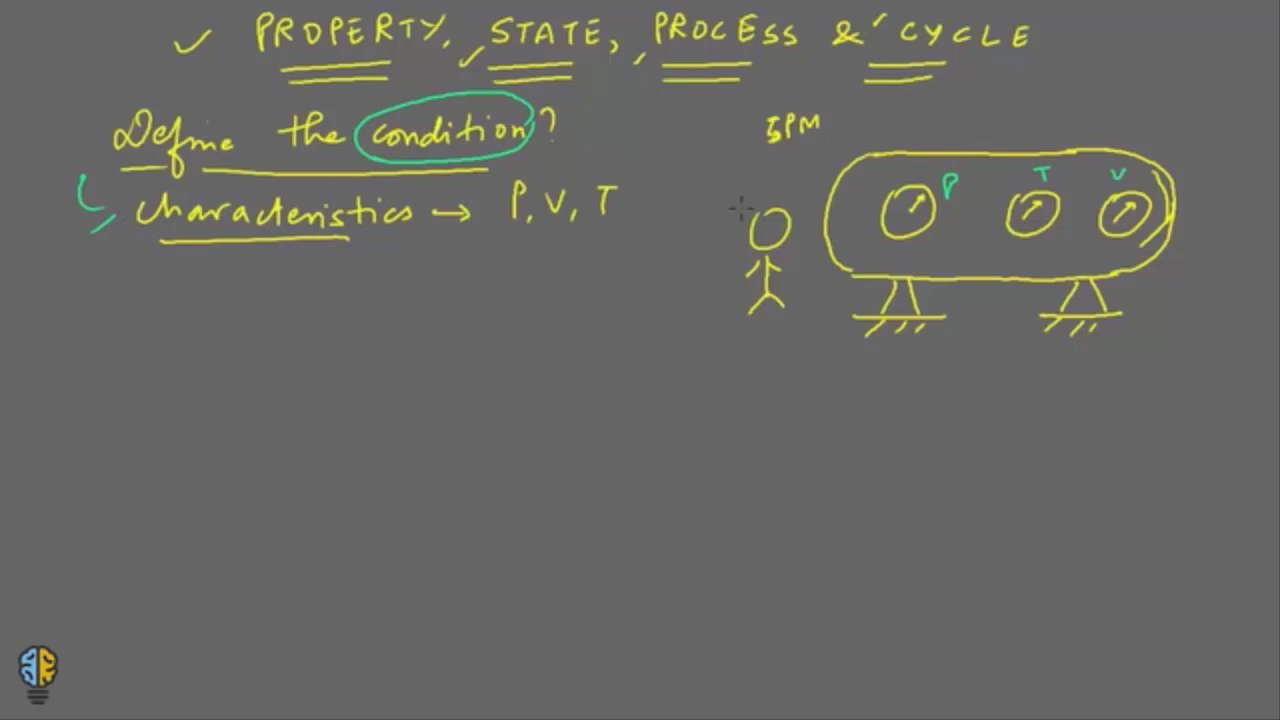 ✓ PROPERTY, ✓ STATE, ✓ PROCESS & ✓ CYCLE
Define the condition?
characteristics → P, V, T
5PM
P T V